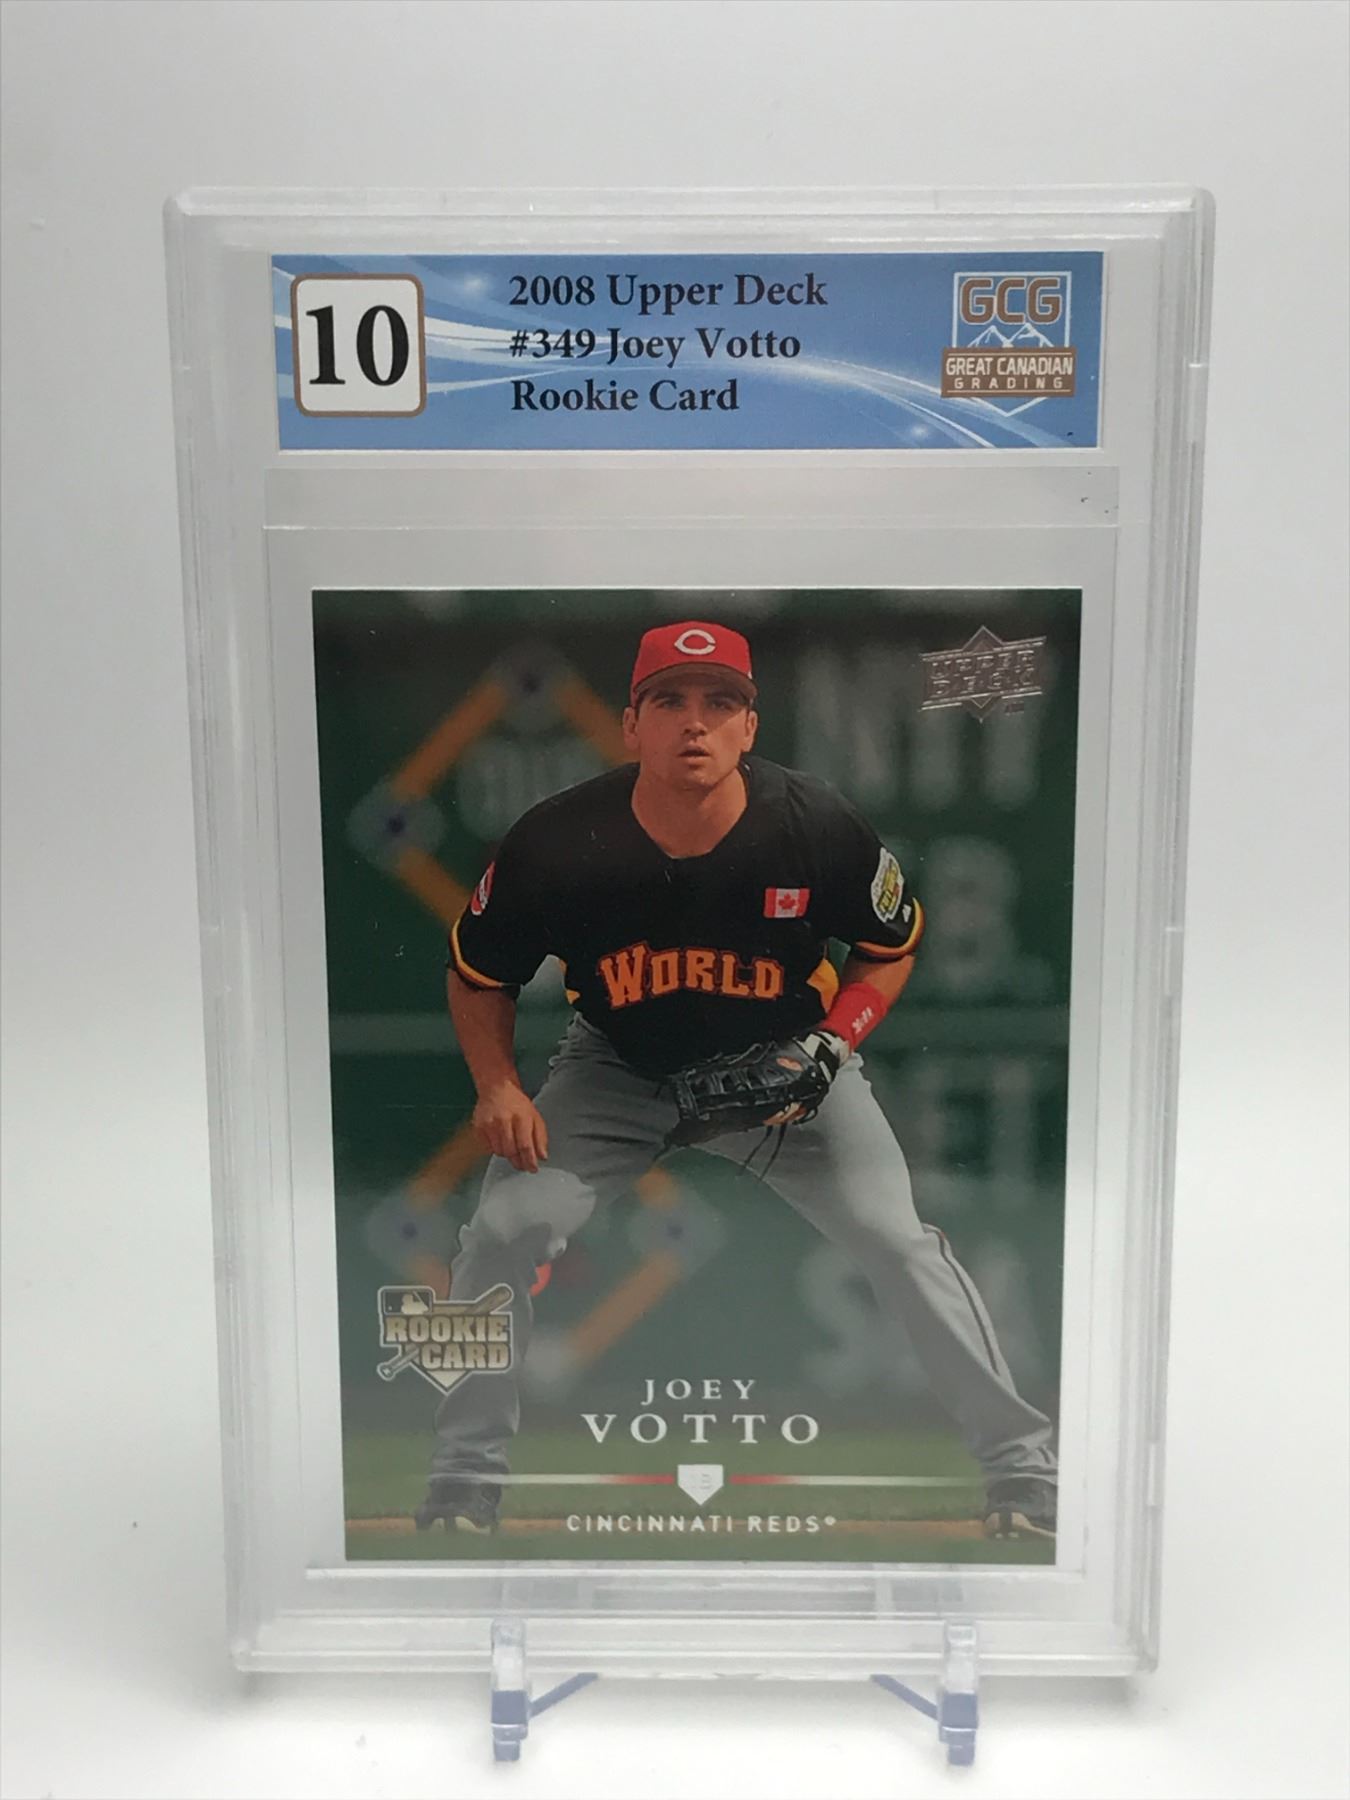 10
2008 Upper Deck
#349 Joey Votto
Rookie Card
GCG
GREAT CANADIAN
GRADING
UPPER
DECK
WORLD
ROOKIE
CARD
JOEY
VOTTO
CINCINNATI REDS®